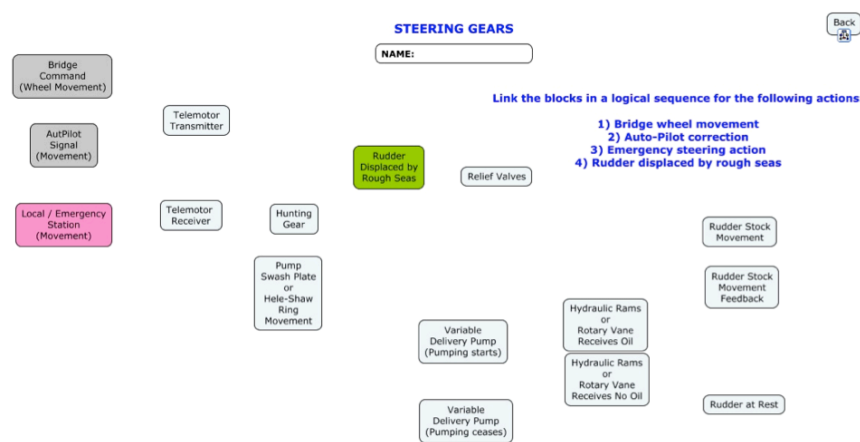 STEERING GEARS
Back
NAME:
Bridge
Command
(Wheel Movement)
Telemotor
Transmitter
Link the blocks in a logical sequence for the following actions
1) Bridge wheel movement
2) Auto-Pilot correction
3) Emergency steering action
4) Rudder displaced by rough seas
AutPilot
Signal
(Movement)
Rudder
Displaced by
Rough Seas
Relief Valves
Local / Emergency
Station
(Movement)
Telemotor
Receiver
Hunting
Gear
Rudder Stock
Movement
Pump
Swash Plate
or
Hele-Shaw
Ring
Movement
Rudder Stock
Movement
Feedback
Variable
Delivery Pump
(Pumping starts)
Hydraulic Rams
or
Rotary Vane
Receives Oil
Hydraulic Rams
or
Rotary Vane
Receives No Oil
Variable
Delivery Pump
(Pumping ceases)
Rudder at Rest